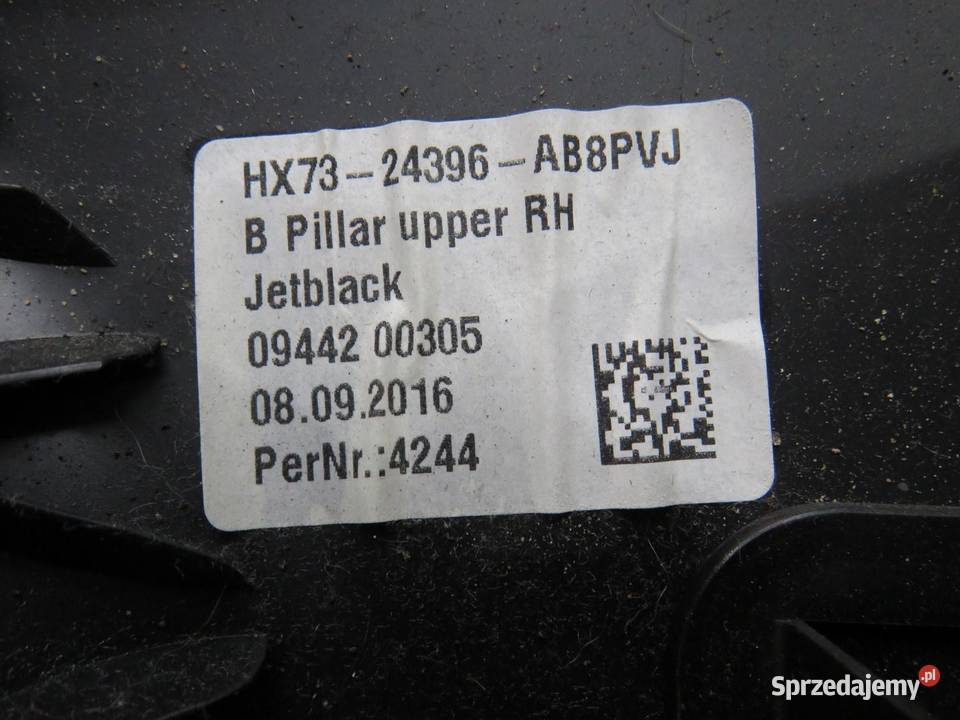 HX73-24396-AB8PVJ
B Pillar upper RH
Jetblack
09442 00305
08.09.2016
PerNr.:4244
Sprzedajemy.pl